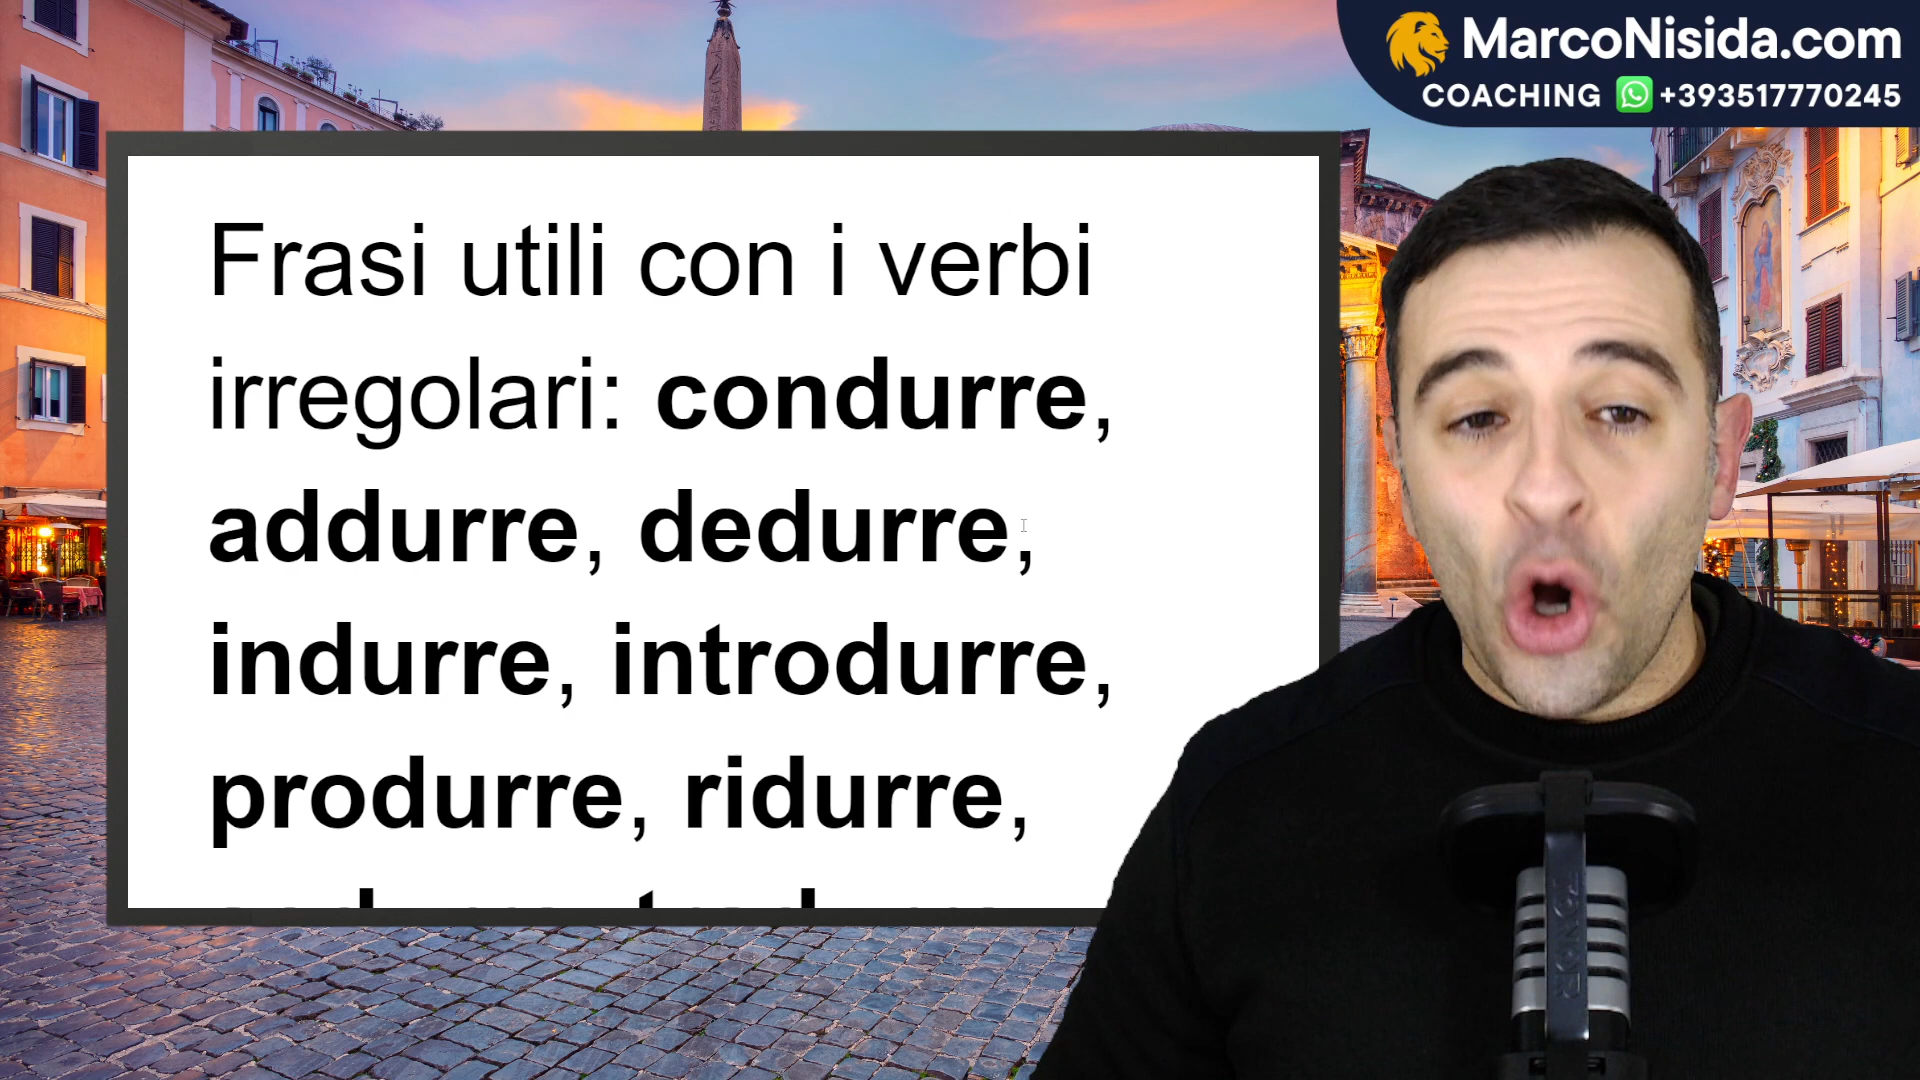 MarcoNisida.com
COACHING +393517770245
Frasi utili con i verbi
irregolari: condurre,
addurre, dedurre,
indurre, introdurre,
produrre, ridurre,